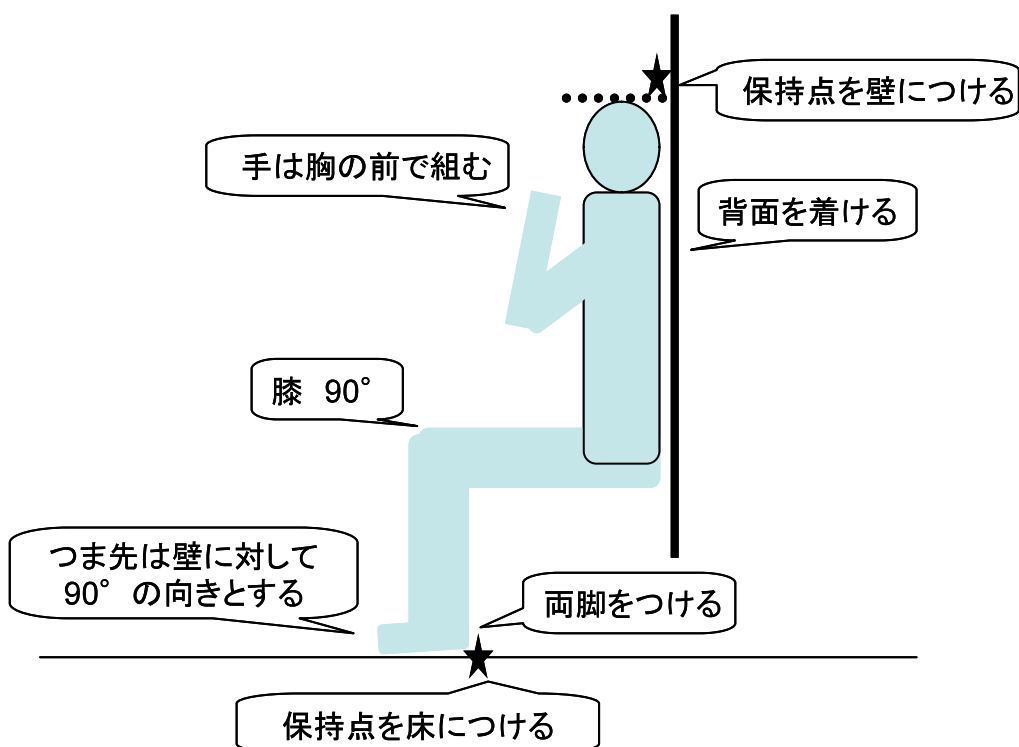 保持点を壁につける
手は胸の前で組む
背面を着ける
膝 90°
つま先は壁に対して
90°の向きとする
両脚をつける
保持点を床につける